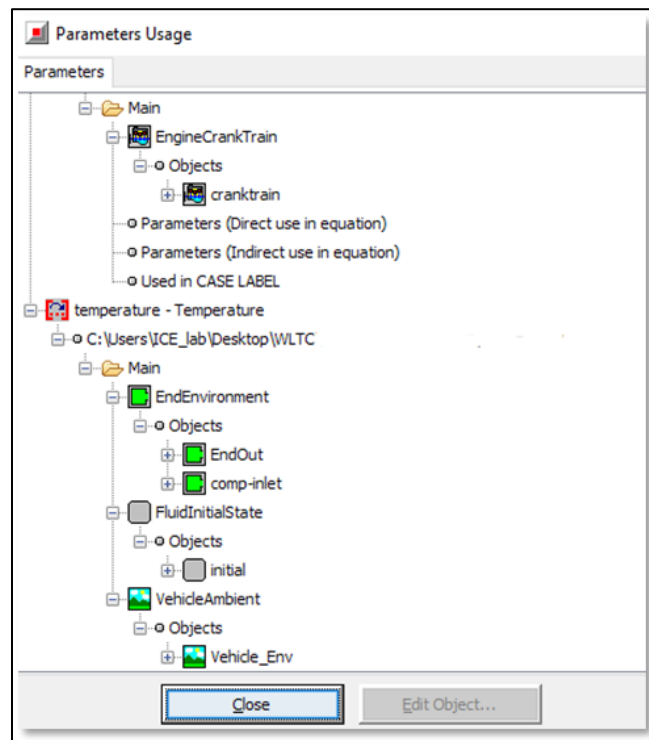 Parameters Usage
Parameters
Main
EngineCrankTrain
Objects
cranktrain
Parameters (Direct use in equation)
Parameters (Indirect use in equation)
Used in CASE LABEL
temperature - Temperature
C:\Users\ICE_lab\Desktop\WLTC
Main
EndEnvironment
Objects
EndOut
comp-inlet
FluidInitialState
Objects
initial
VehicleAmbient
Objects
Vehicle_Env
Close
Edit Object...